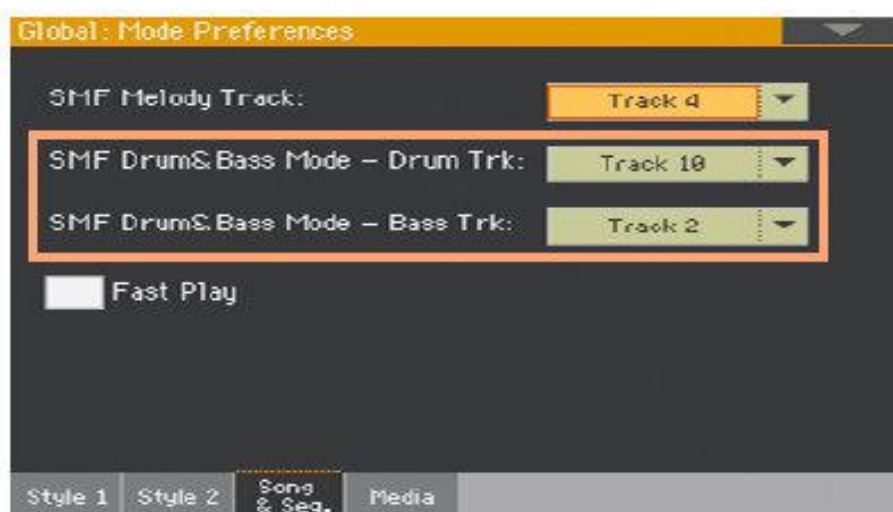 Global: Mode Preferences
SMF Melody Track: Track 4
SMF Drum& Bass Mode – Drum Trk: Track 10
SMF Drum& Bass Mode – Bass Trk: Track 2
Fast Play
Style 1 Style 2 Song & Seq. Media